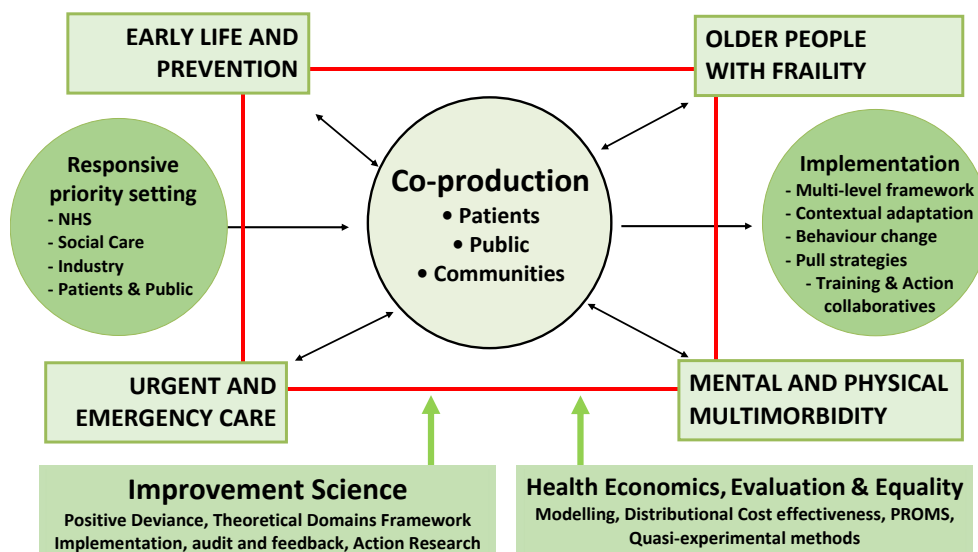 EARLY LIFE AND
PREVENTION
OLDER PEOPLE
WITH FRAILITY
Responsive
priority setting
- NHS
- Social Care
- Industry
- Patients & Public
Co-production
• Patients
• Public
• Communities
Implementation
- Multi-level framework
- Contextual adaptation
- Behaviour change
- Pull strategies
- Training & Action
collaboratives
URGENT AND
EMERGENCY CARE
MENTAL AND PHYSICAL
MULTIMORBIDITY
Improvement Science
Positive Deviance, Theoretical Domains Framework
Implementation, audit and feedback, Action Research
Health Economics, Evaluation & Equality
Modelling, Distributional Cost effectiveness, PROMS,
Quasi-experimental methods